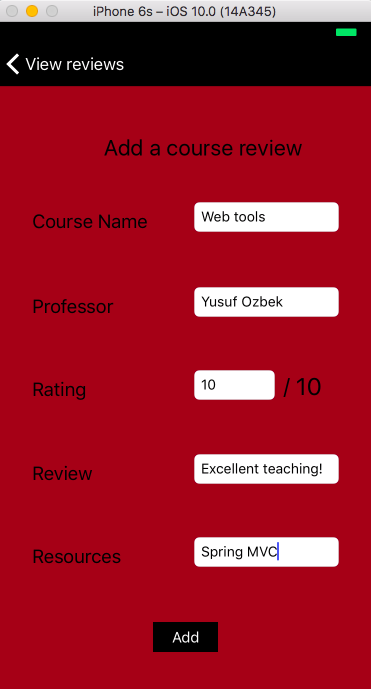 iPhone 6s – iOS 10.0 (14A345)
View reviews
Add a course review
Course Name Web tools
Professor Yusuf Ozbek
Rating 10 / 10
Review Excellent teaching!
Resources Spring MVC
Add